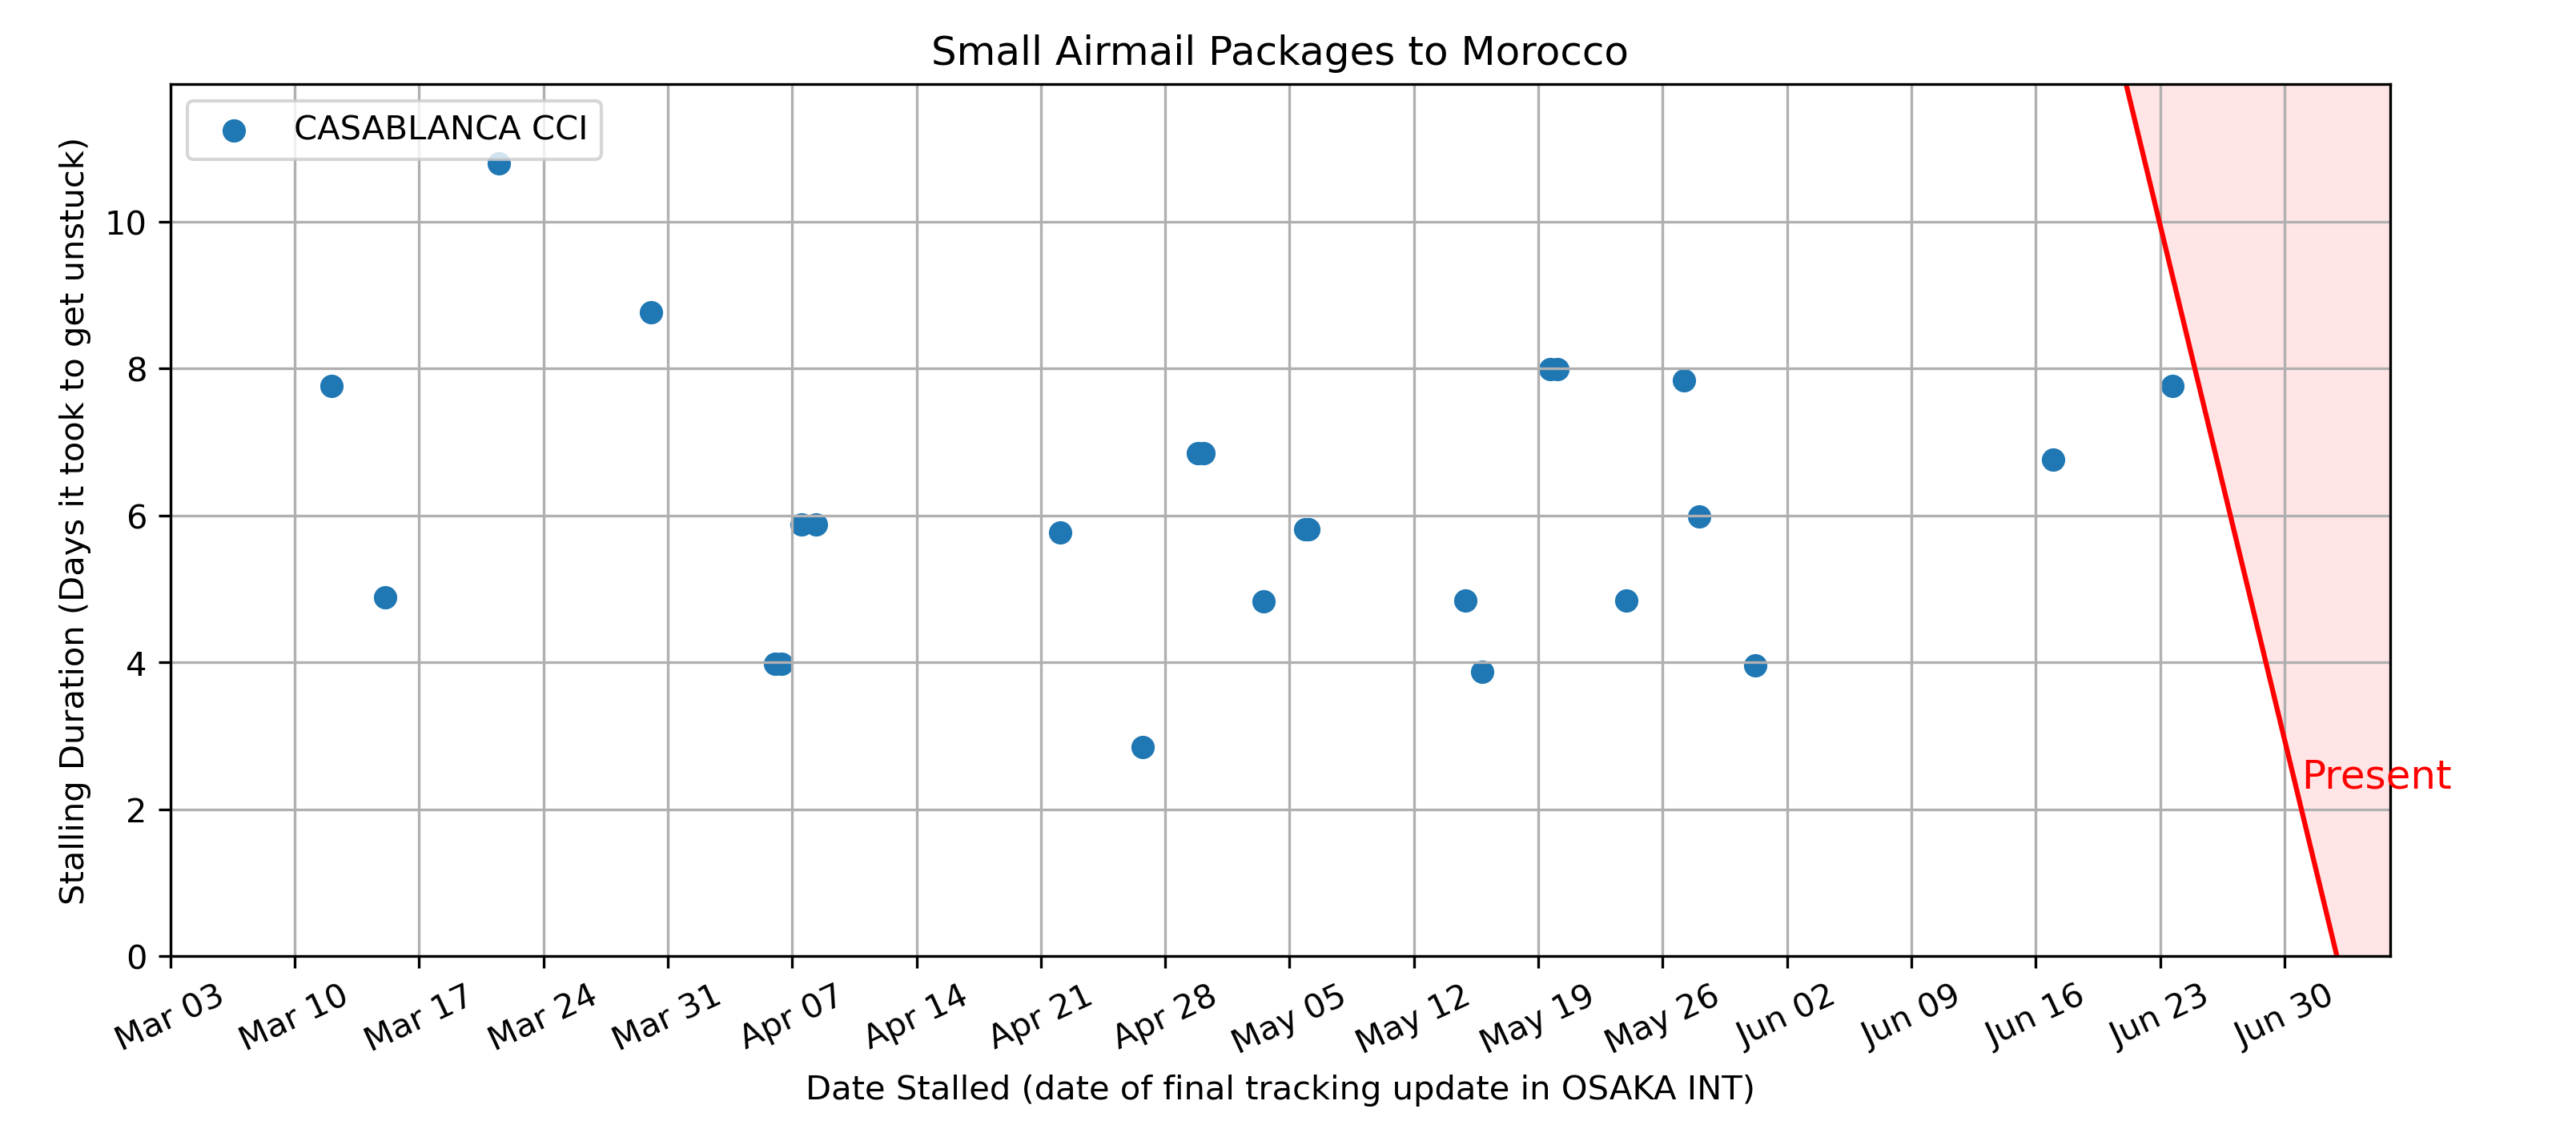 Small Airmail Packages to Morocco
CASABLANCA CCI
Stalling Duration (Days it took to get unstuck)
10
8
6
4
2
0
Present
Mar 03
Mar 10
Mar 17
Mar 24
Mar 31
Apr 07
Apr 14
Apr 21
Apr 28
May 05
May 12
May 19
May 26
Jun 02
Jun 09
Jun 16
Jun 23
Jun 30
Date Stalled (date of final tracking update in OSAKA INT)